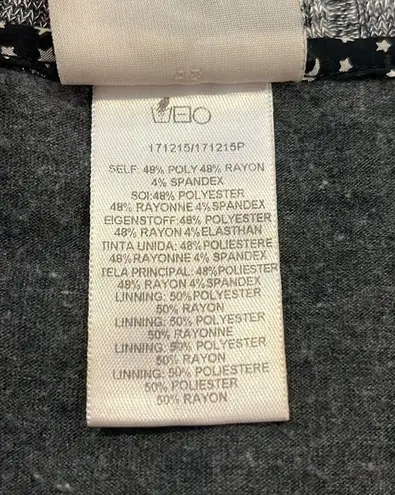 171215/171215P
SELF: 48% POLY 48% RAYON
4% SPANDEX
SOI:48% POLYESTER
48% RAYONNE 4%SPANDEX
EIGENSTOFF:48% POLYESTER
48% RAYON 4%ELASTHAN
TINTA UNIDA: 48%POLIESTERE
48%RAYONNE 4% SPANDEX
TELA PRINCIPAL: 48%POLIESTER
48% RAYON 4% SPANDEX
LINNING: 50%POLYESTER
50% RAYON
LINNING: 50% POLYESTER
50% RAYONNE
LINNING: 50% POLYESTER
50% RAYON
LINNING: 50% POLIESTERE
50% POLIESTER
50% RAYON